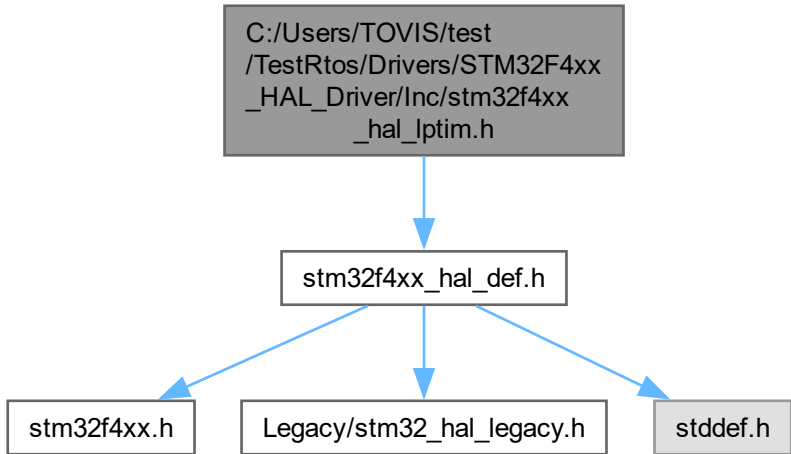 C:/Users/TOVIS/test
/TestRtos/Drivers/STM32F4xx
_HAL_Driver/Inc/stm32f4xx
_hal_lptim.h
stm32f4xx_hal_def.h
stm32f4xx.h
Legacy/stm32_hal_legacy.h
stddef.h